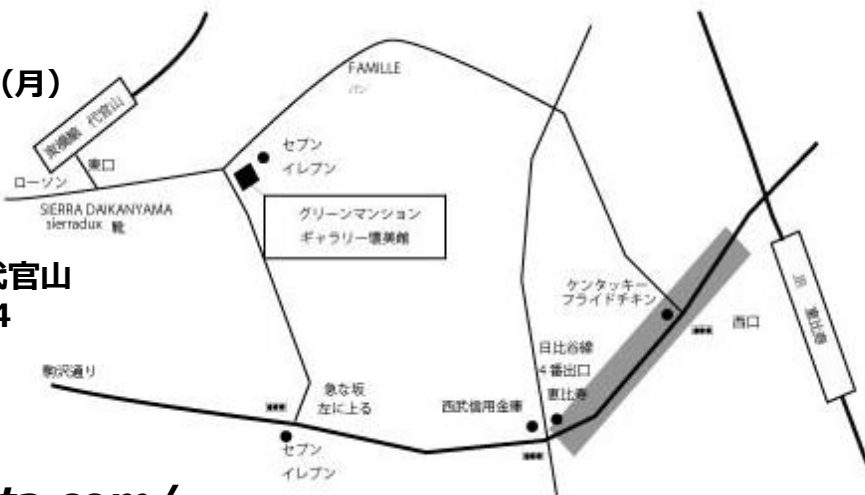 (月)
FAMILLE
パン
東横線 代官山
東口
ローソン
セブン
イレブン
SIERRA DAIKANYAMA
sierradux 靴
グリーンマンション
ギャラリー壊美館
代官山
4
ケンタッキー
フライドチキン
西口
JR 恵比寿
日比谷線
4番出口
恵比寿
駒沢通り
急な坂
左に上る
西武信用金庫
セブン
イレブン